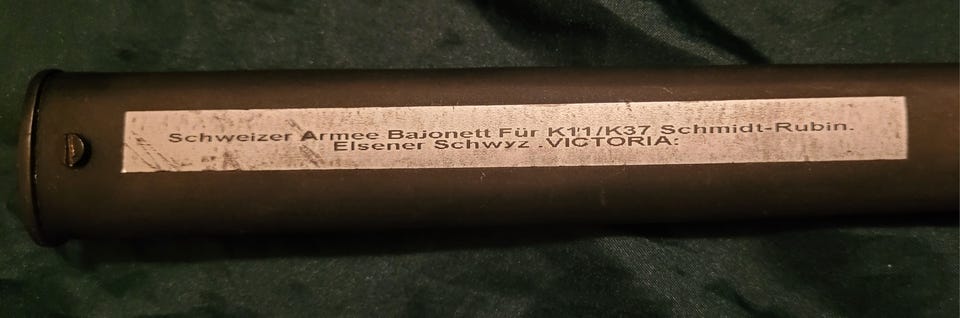 Schweizer Armee Bajonett Für K11/K37 Schmidt-Rubin.
Elsener Schwyz .VICTORIA: